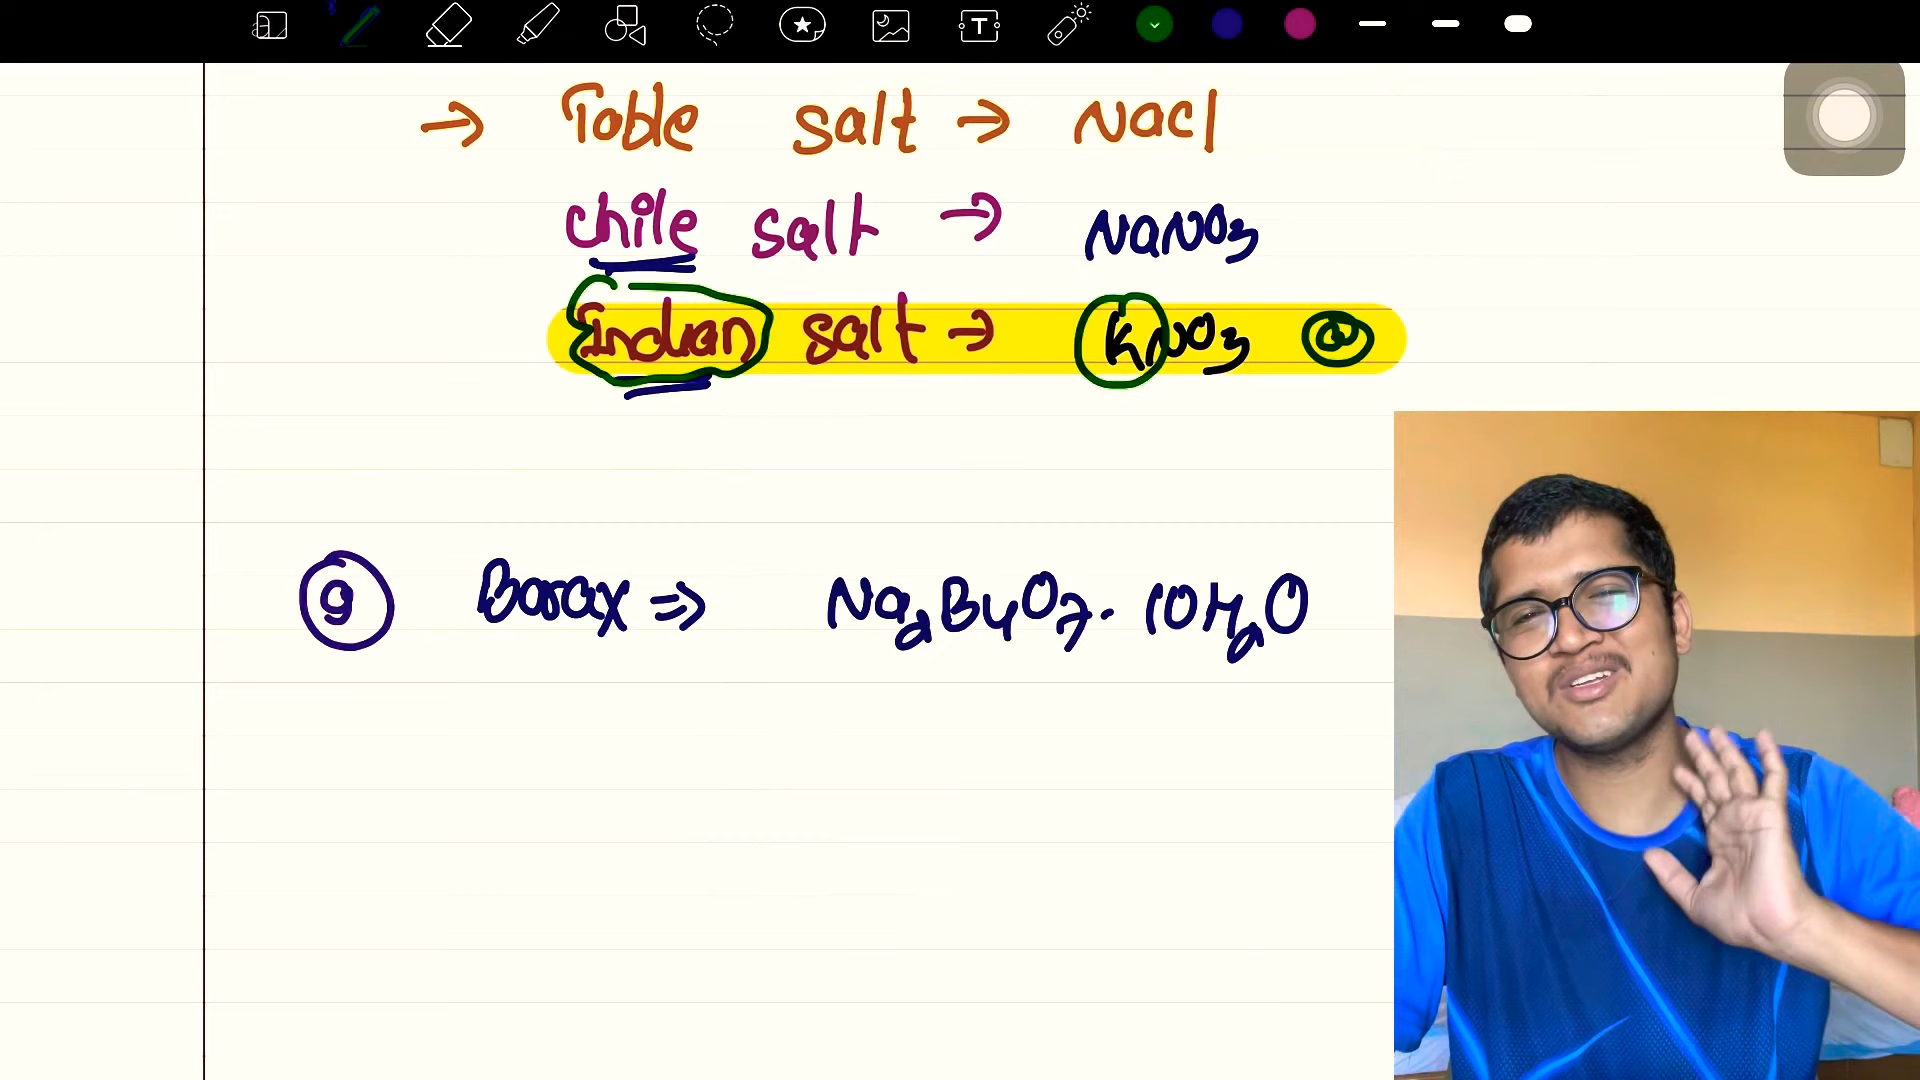 → Table salt → NaCl
Chile salt → NaNO₃
Indian salt → KNO₃
9 Borax ⇒ Na₂B₄O₇. 10H₂O